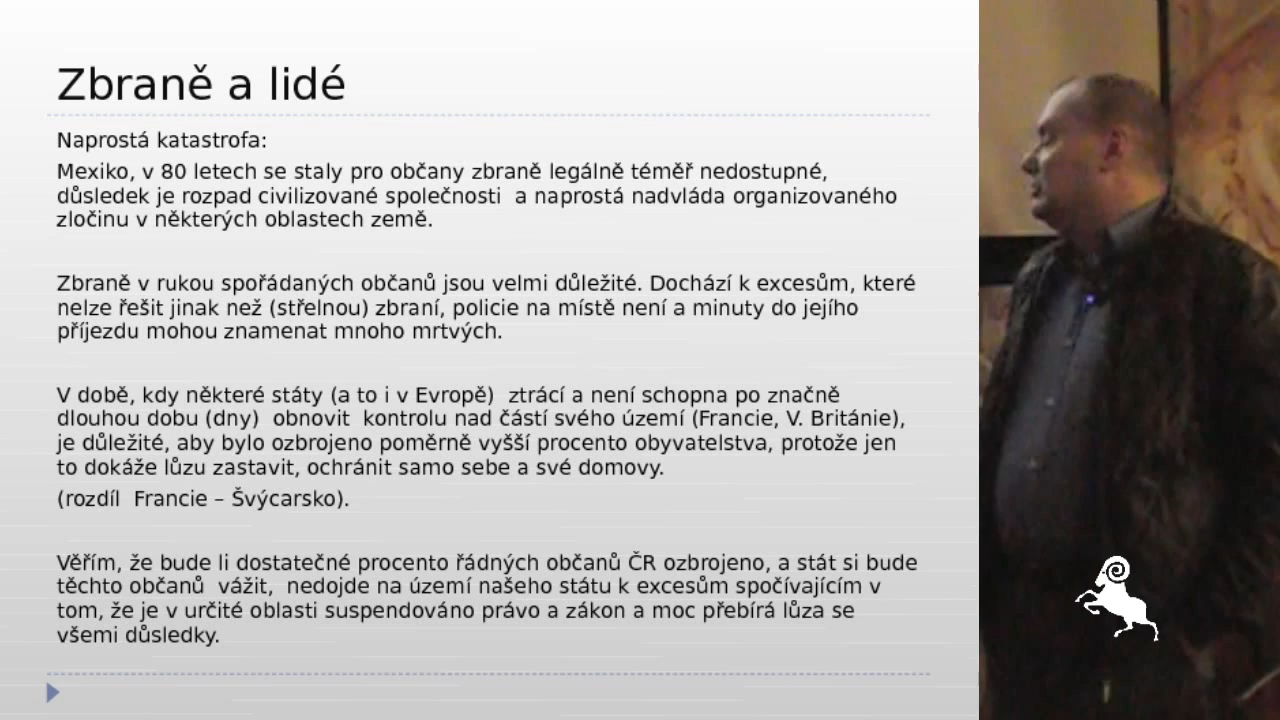 Zbraně a lidé
Naprostá katastrofa:
Mexiko, v 80 letech se staly pro občany zbraně legálně téměř nedostupné,
důsledek je rozpad civilizované společnosti  a naprostá nadvláda organizovaného
zločinu v některých oblastech země.
Zbraně v rukou spořádaných občanů jsou velmi důležité. Dochází k excesům, které
nelze řešit jinak než (střelnou) zbraní, policie na místě není a minuty do jejího
příjezdu mohou znamenat mnoho mrtvých.
V době, kdy některé státy (a to i v Evropě)  ztrácí a není schopna po značně
dlouhou dobu (dny)  obnovit  kontrolu nad částí svého území (Francie, V. Británie),
je důležité, aby bylo ozbrojeno poměrně vyšší procento obyvatelstva, protože jen
to dokáže lůzu zastavit, ochránit samo sebe a své domovy.
(rozdíl  Francie – Švýcarsko).
Věřím, že bude li dostatečné procento řádných občanů ČR ozbrojeno, a stát si bude
těchto občanů  vážit,  nedojde na území našeho státu k excesům spočívajícím v
tom, že je v určité oblasti suspendováno právo a zákon a moc přebírá lůza se
všemi důsledky.